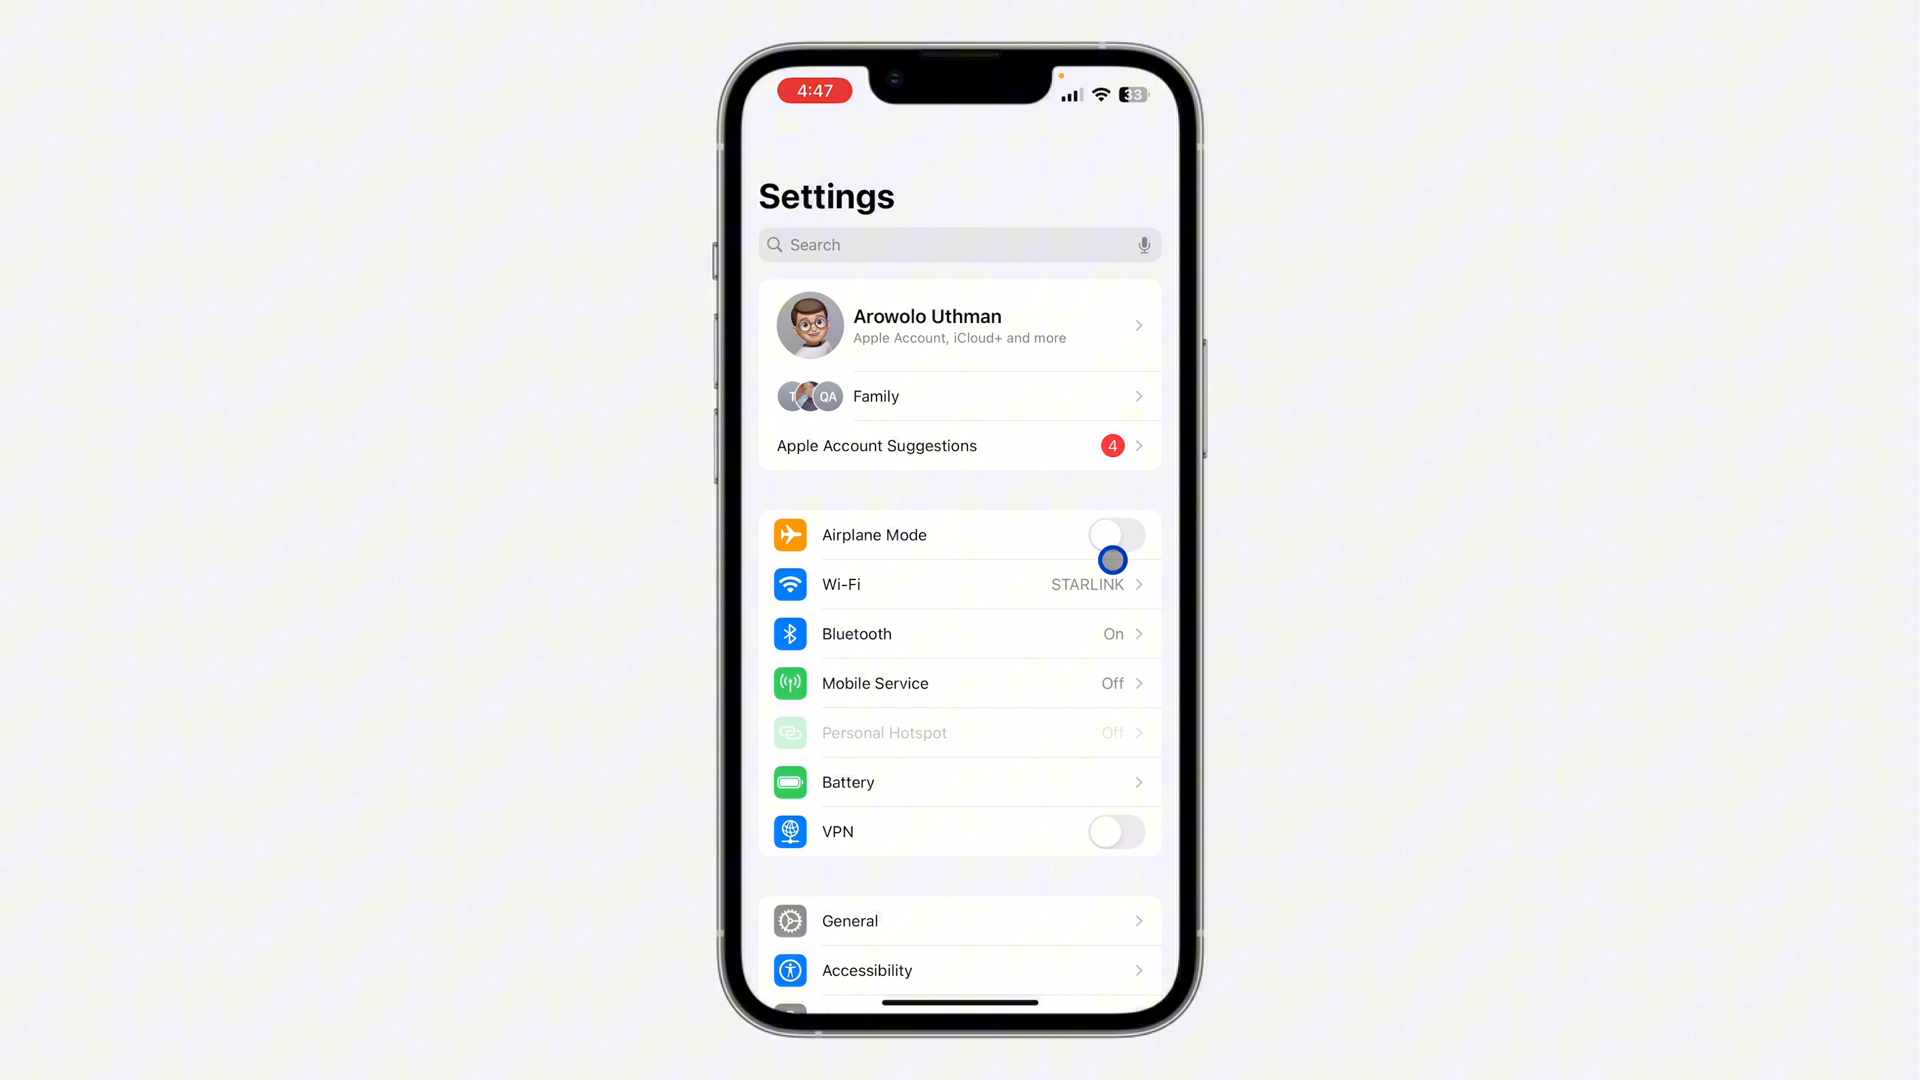 4:47
33
Settings
Search
Arowolo Uthman
Apple Account, iCloud+ and more
T QA Family
Apple Account Suggestions 4
Airplane Mode
Wi-Fi STARLINK
Bluetooth On
Mobile Service Off
Personal Hotspot Off
Battery
VPN
General
Accessibility